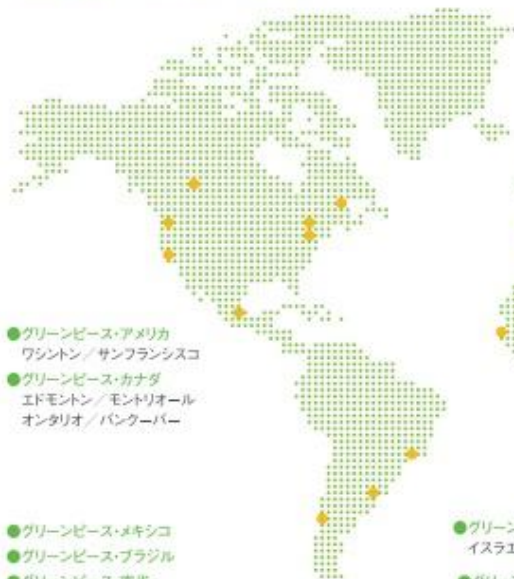 ●グリーンピース・アメリカ
ワシントン／サンフランシスコ
●グリーンピース・カナダ
エドモントン／モントリオール
オンタリオ／バンクーバー
●グリーンピース・メキシコ
●グリーンピース・ブラジル